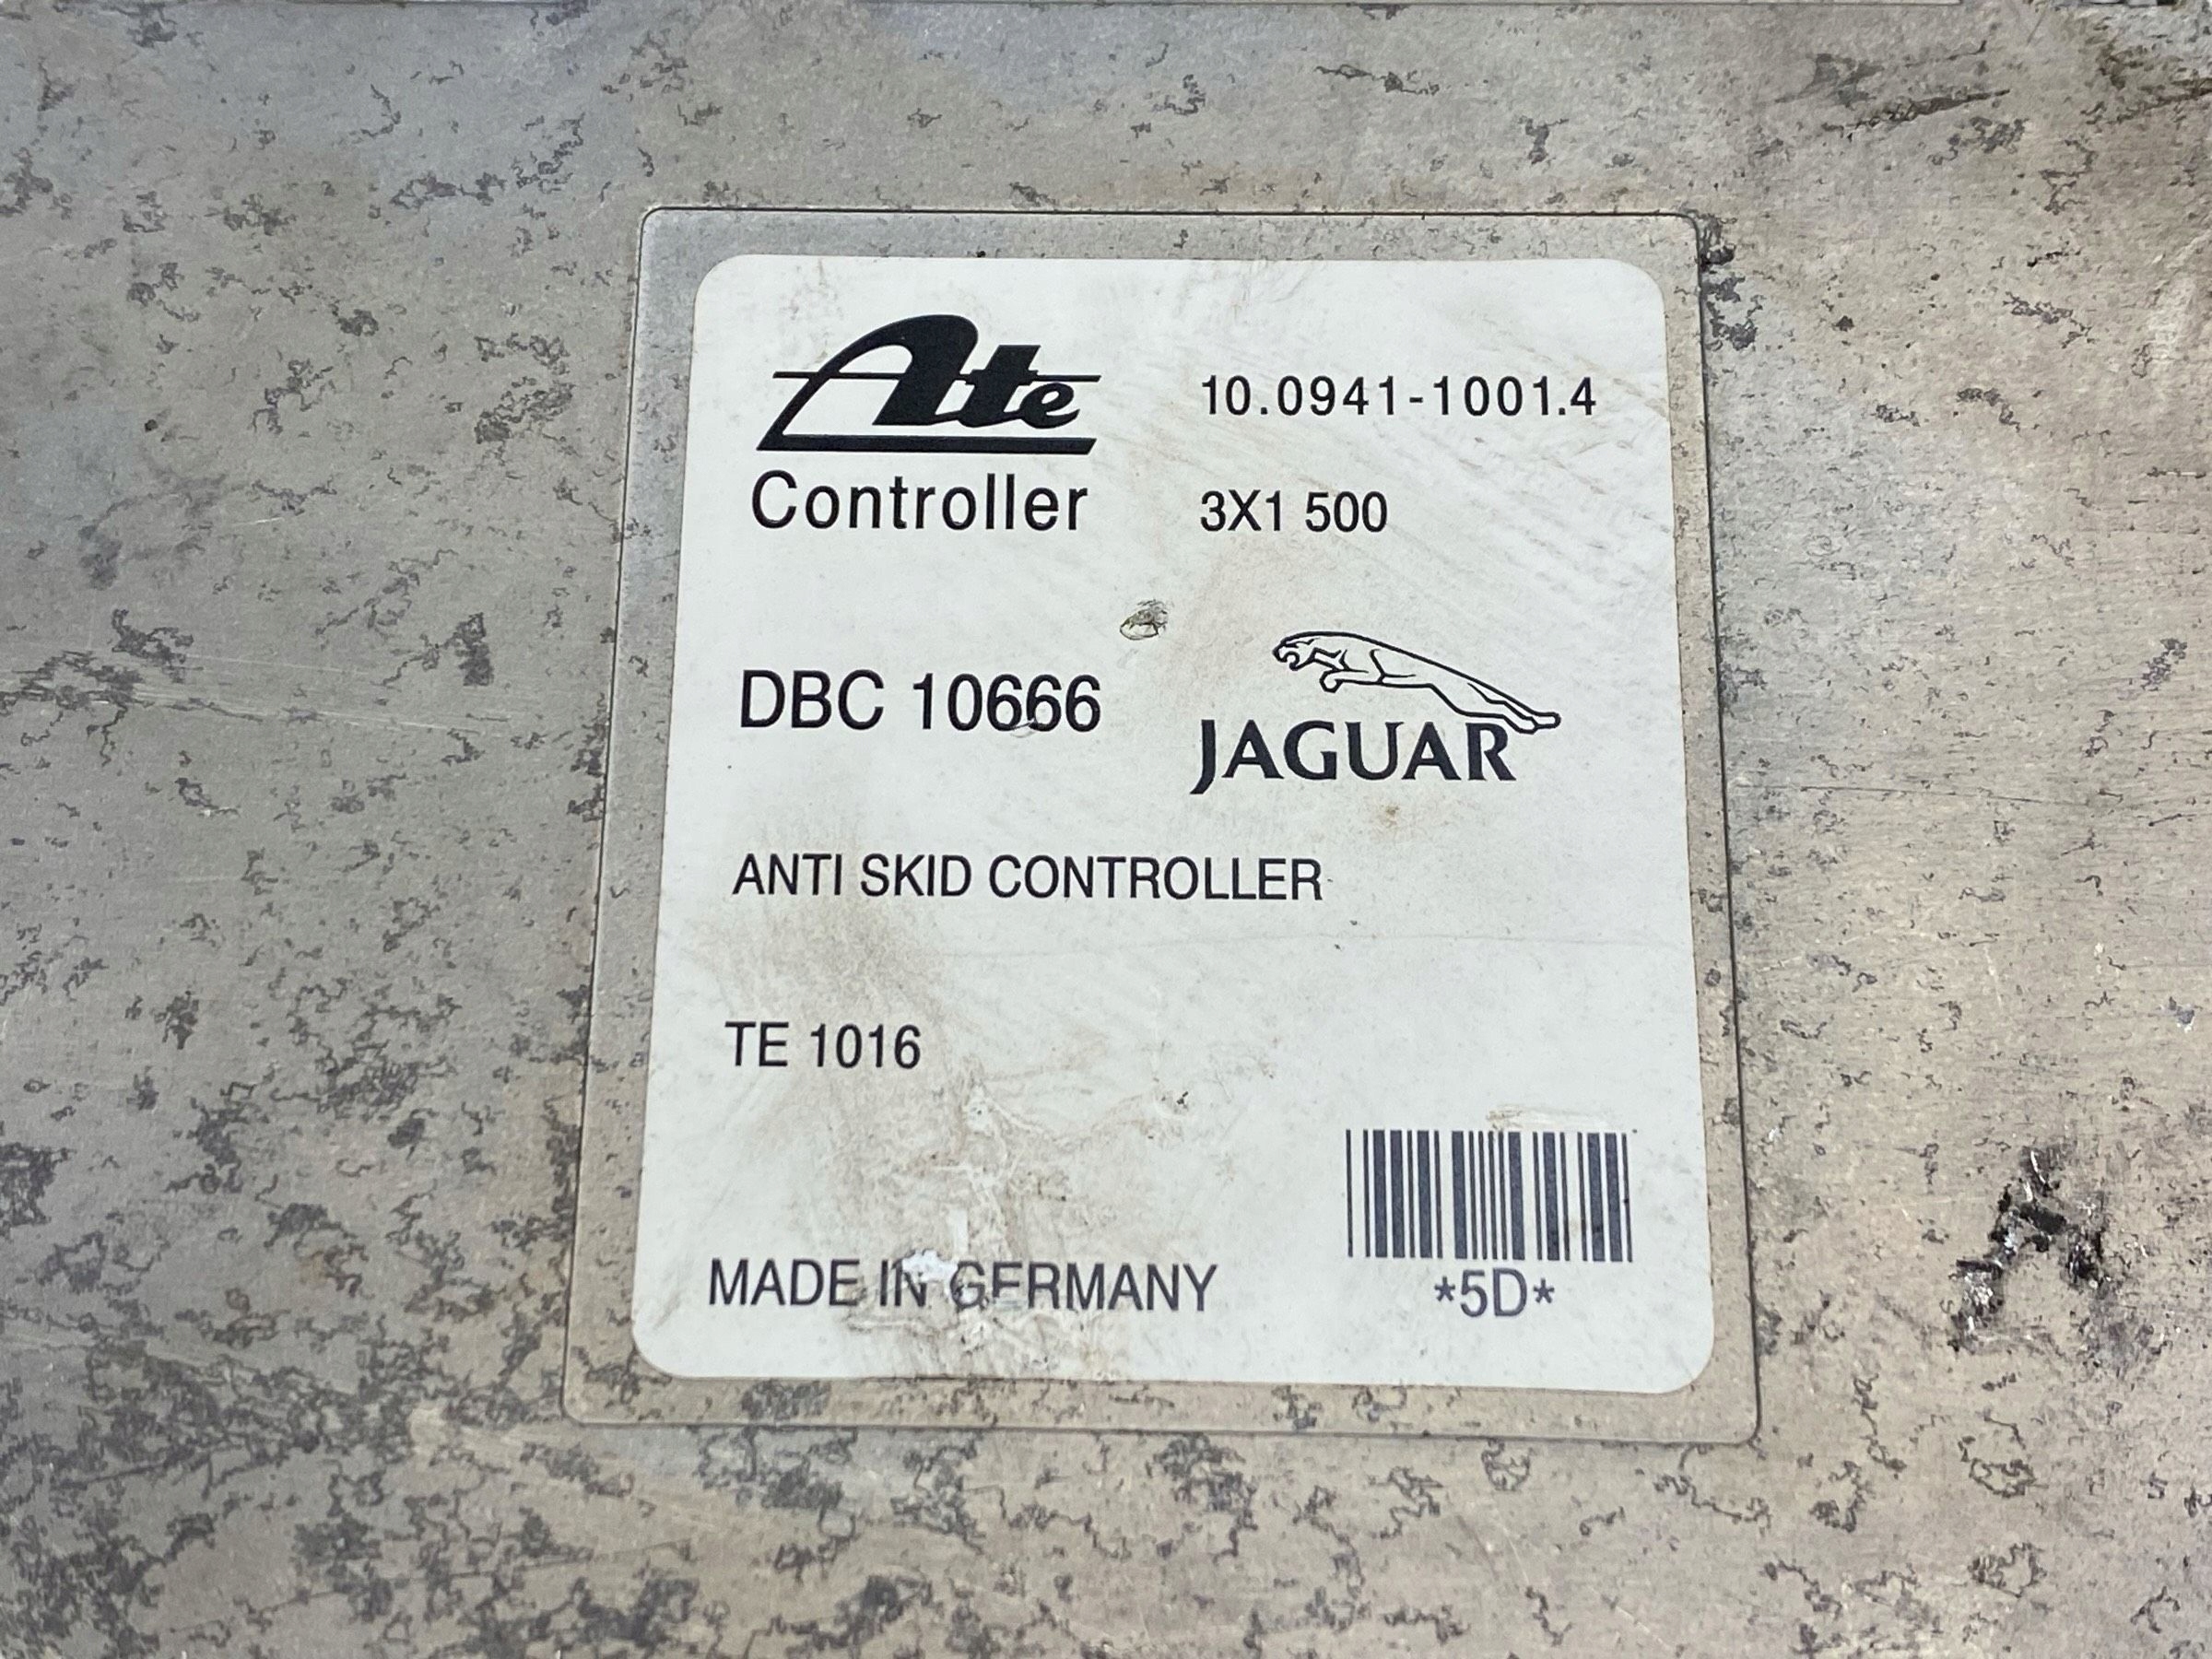 Ate 10.0941-1001.4
Controller 3X1 500
DBC 10666 JAGUAR
ANTI SKID CONTROLLER
TE 1016
MADE IN GERMANY *5D*